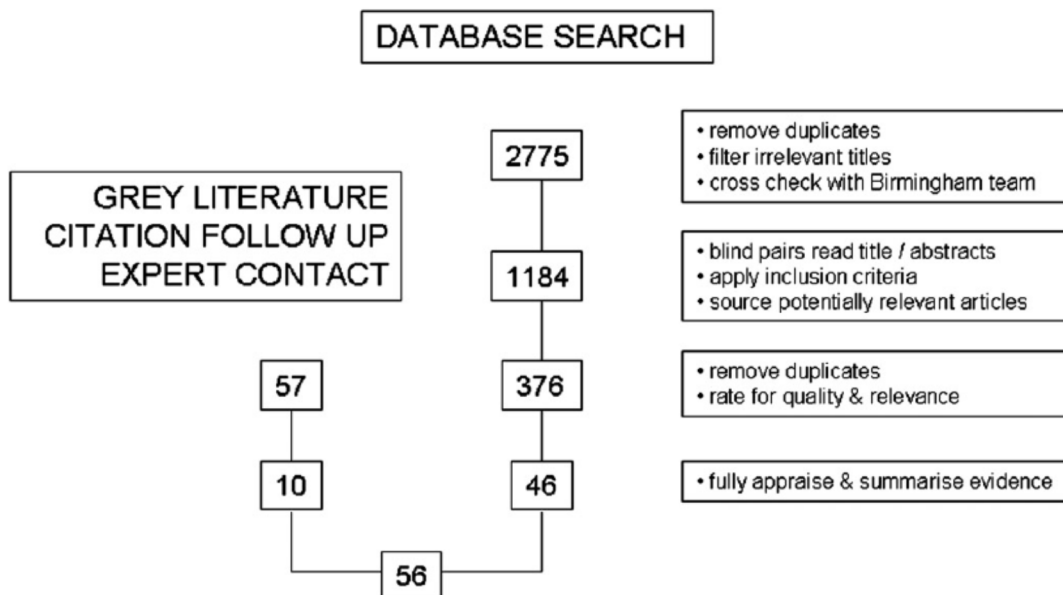 DATABASE SEARCH
2775
• remove duplicates
• filter irrelevant titles
• cross check with Birmingham team
GREY LITERATURE
CITATION FOLLOW UP
EXPERT CONTACT
1184
• blind pairs read title / abstracts
• apply inclusion criteria
• source potentially relevant articles
57
376
• remove duplicates
• rate for quality & relevance
10
46
• fully appraise & summarise evidence
56